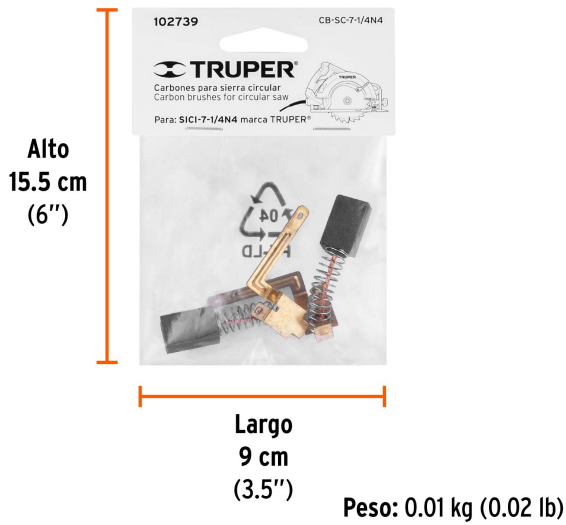 102739
CB-SC-7-1/4N4
TRUPER®
TRUPER
Carbones para sierra circular
Carbon brushes for circular saw
Para: SICI-7-1/4N4 marca TRUPER®
Alto
15.5 cm
(6")
04
Largo
9 cm
(3.5")
Peso: 0.01 kg (0.02 lb)